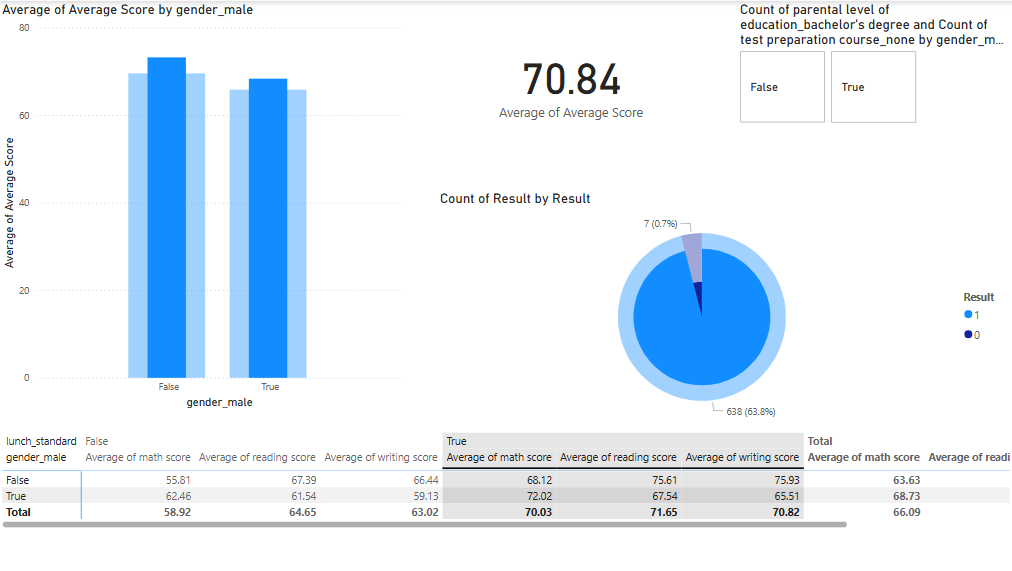 Average of Average Score by gender_male
80
60
40
20
0
Average of Average Score
False
True
gender_male
70.84
Average of Average Score
Count of parental level of
education_bachelor's degree and Count of
test preparation course_none by gender_m...
False
True
Count of Result by Result
7 (0.7%)
638 (63.8%)
Result
1
0
lunch_standard False True Total
gender_male Average of math score Average of reading score Average of writing score Average of math score Average of reading score Average of writing score Average of math score Average of readi
False 55.81 67.39 66.44 68.12 75.61 75.93 63.63
True 62.46 61.54 59.13 72.02 67.54 65.51 68.73
Total 58.92 64.65 63.02 70.03 71.65 70.82 66.09